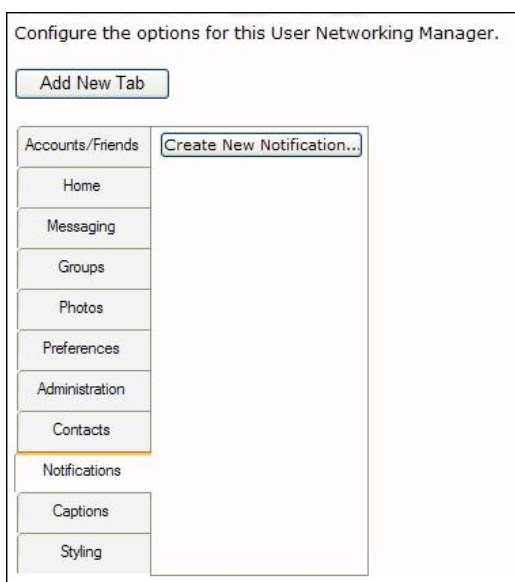 Configure the options for this User Networking Manager.
Add New Tab
Accounts/Friends
Create New Notification...
Home
Messaging
Groups
Photos
Preferences
Administration
Contacts
Notifications
Captions
Styling